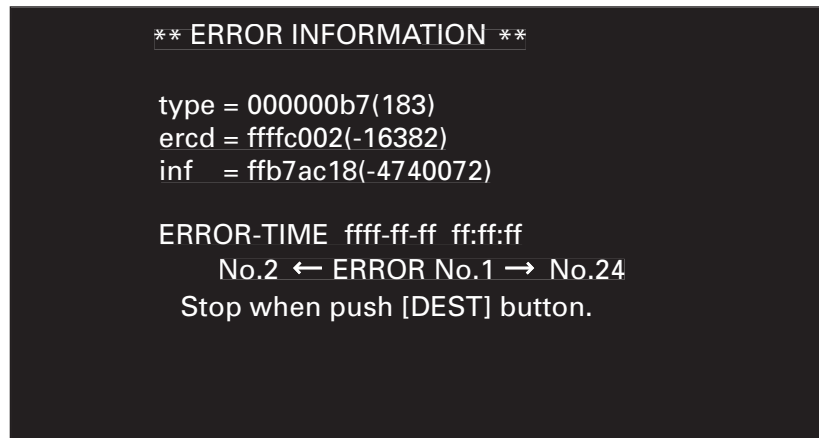 ** ERROR INFORMATION **
type = 000000b7(183)
ercd = ffffc002(-16382)
inf = ffb7ac18(-4740072)
ERROR-TIME ffff-ff-ff ff:ff:ff
No.2 ← ERROR No.1 → No.24
Stop when push [DEST] button.